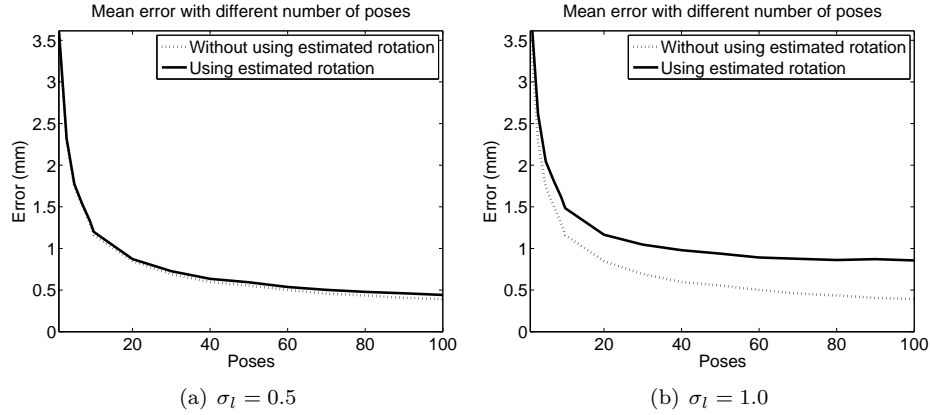 Mean error with different number of poses
Without using estimated rotation
Using estimated rotation
3.5
3
2.5
2
1.5
1
0.5
0
Error (mm)
20 40 60 80 100
Poses
(a) σ_l = 0.5
Mean error with different number of poses
Without using estimated rotation
Using estimated rotation
3.5
3
2.5
2
1.5
1
0.5
0
Error (mm)
20 40 60 80 100
Poses
(b) σ_l = 1.0